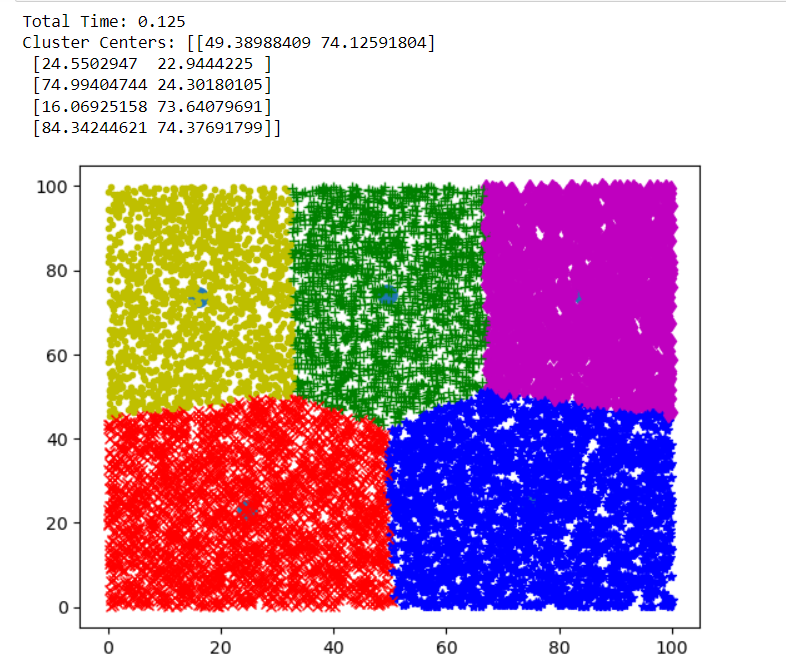 Total Time: 0.125
Cluster Centers: [[49.38988409 74.12591804]
[24.5502947  22.9444225 ]
[74.99404744 24.30180105]
[16.06925158 73.64079691]
[84.34244621 74.37691799]]
100
80
60
40
20
0
0 20 40 60 80 100